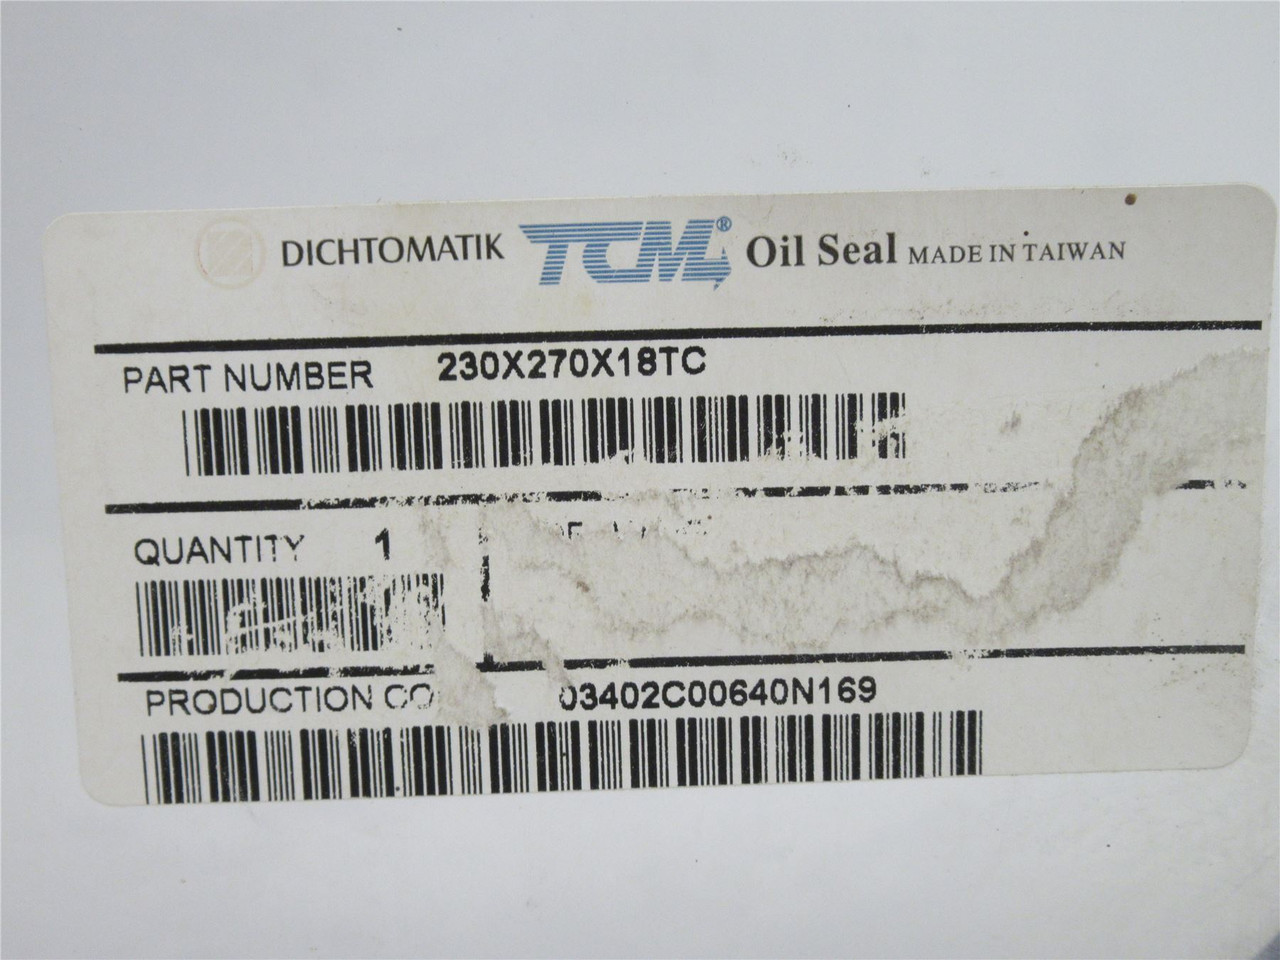 DICHTOMATIK TCM® Oil Seal MADE IN TAIWAN
PART NUMBER 230X270X18TC
QUANTITY 1
PRODUCTION CO 03402C00640N169